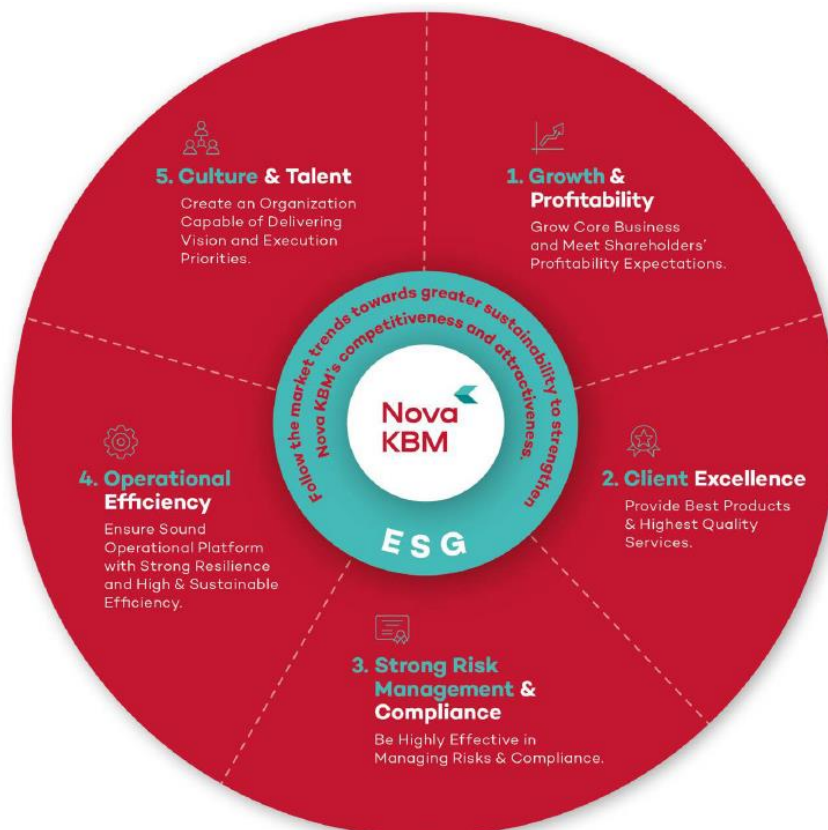 5. Culture & Talent
Create an Organization
Capable of Delivering
Vision and Execution
Priorities.
1. Growth &
Profitability
Grow Core Business
and Meet Shareholders'
Profitability Expectations.
Follow the market trends towards greater sustainability to strengthen
Nova KBM's competitiveness and attractiveness.
Nova
KBM
ESG
2. Client Excellence
Provide Best Products
& Highest Quality
Services.
4. Operational
Efficiency
Ensure Sound
Operational Platform
with Strong Resilience
and High & Sustainable
Efficiency.
3. Strong Risk
Management &
Compliance
Be Highly Effective in
Managing Risks & Compliance.